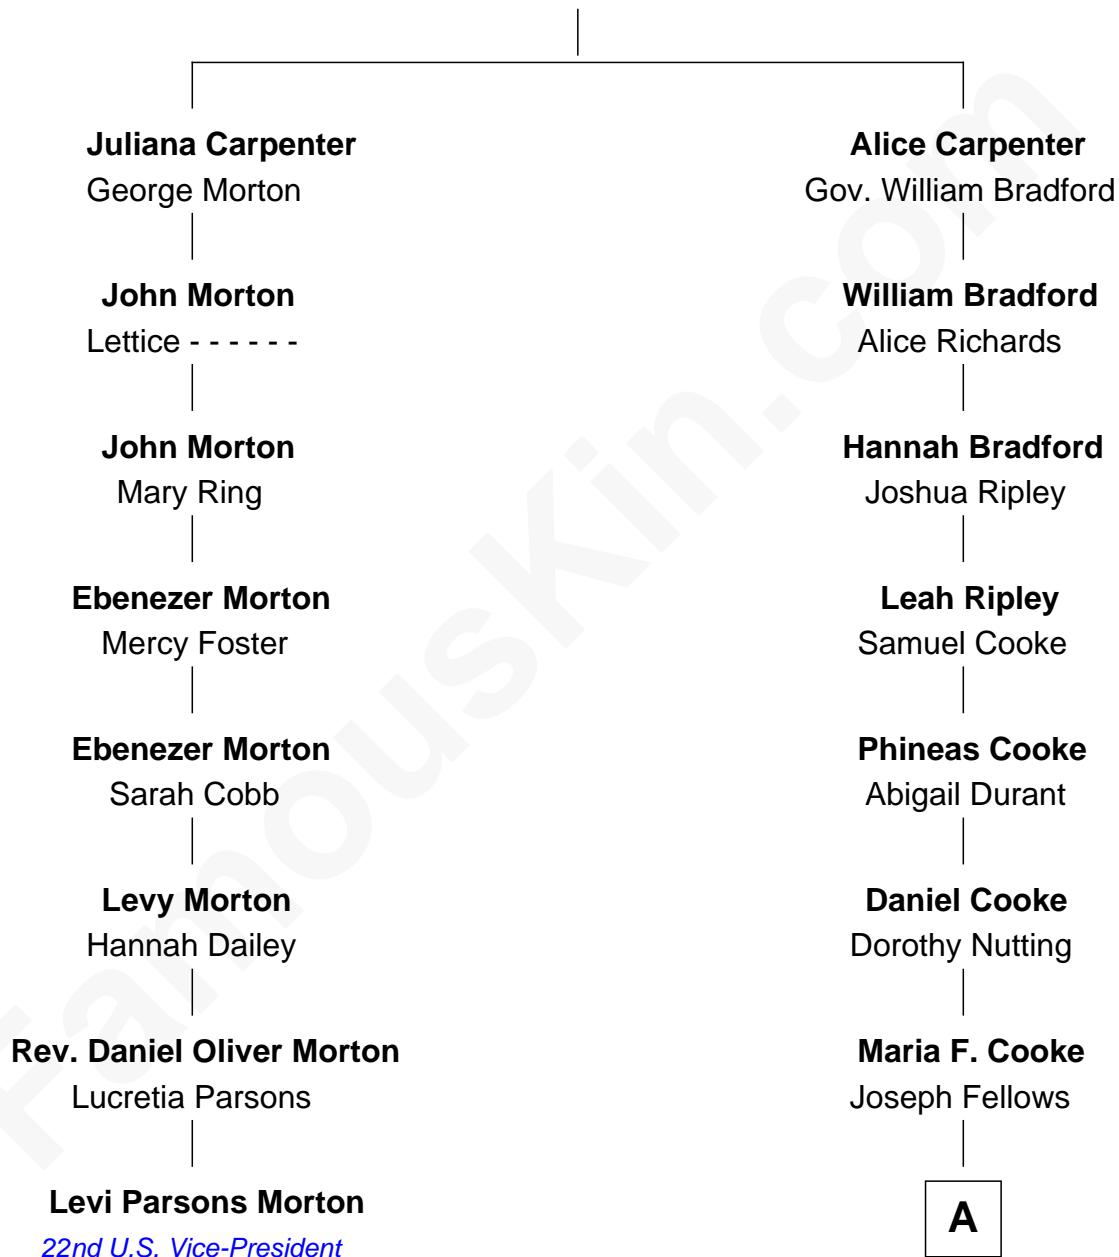 Juliana Carpenter
George Morton
Alice Carpenter
Gov. William Bradford
John Morton
Lettice - - - - - -
William Bradford
Alice Richards
John Morton
Mary Ring
Hannah Bradford
Joshua Ripley
Ebenezer Morton
Mercy Foster
Leah Ripley
Samuel Cooke
Ebenezer Morton
Sarah Cobb
Phineas Cooke
Abigail Durant
Levy Morton
Hannah Dailey
Daniel Cooke
Dorothy Nutting
Rev. Daniel Oliver Morton
Lucretia Parsons
Maria F. Cooke
Joseph Fellows
Levi Parsons Morton
22nd U.S. Vice-President
A
FamousKin.com